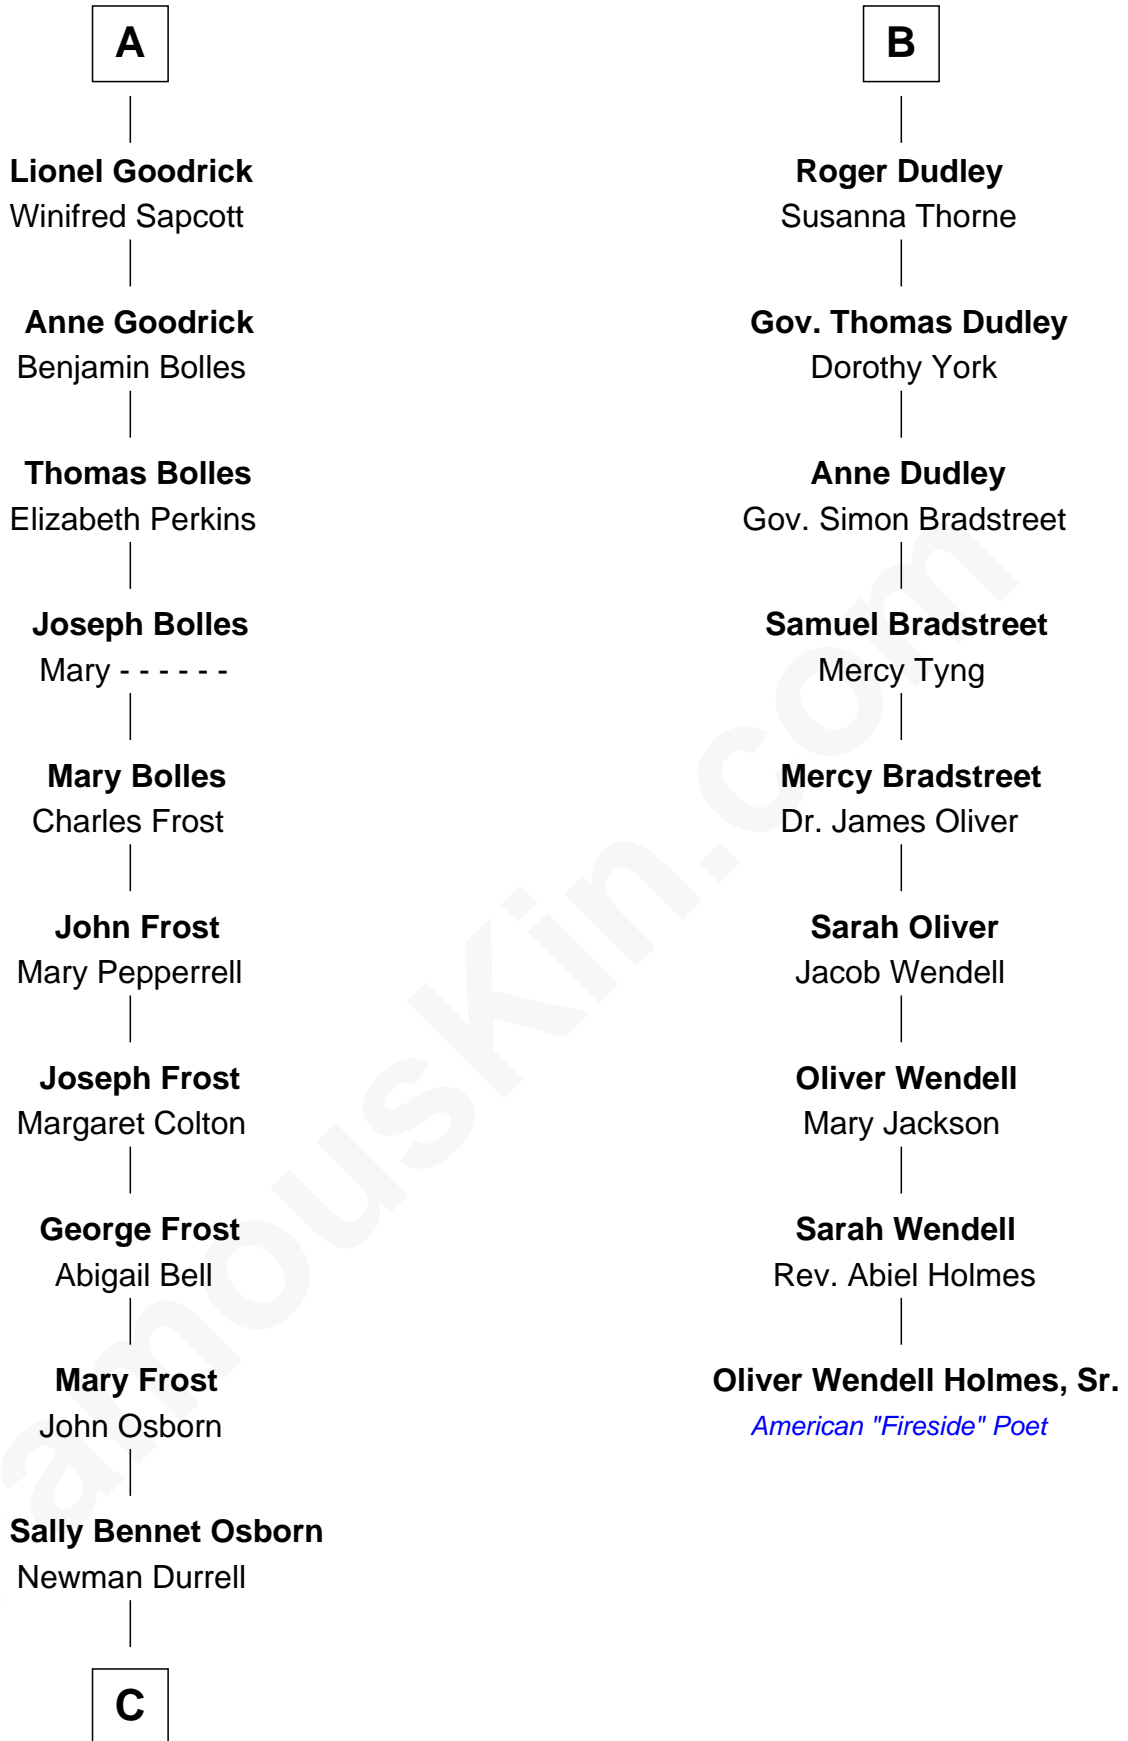 A
Lionel Goodrick
Winifred Sapcott
Anne Goodrick
Benjamin Bolles
Thomas Bolles
Elizabeth Perkins
Joseph Bolles
Mary - - - - - -
Mary Bolles
Charles Frost
John Frost
Mary Pepperrell
Joseph Frost
Margaret Colton
George Frost
Abigail Bell
Mary Frost
John Osborn
Sally Bennet Osborn
Newman Durrell
C
B
Roger Dudley
Susanna Thorne
Gov. Thomas Dudley
Dorothy York
Anne Dudley
Gov. Simon Bradstreet
Samuel Bradstreet
Mercy Tyng
Mercy Bradstreet
Dr. James Oliver
Sarah Oliver
Jacob Wendell
Oliver Wendell
Mary Jackson
Sarah Wendell
Rev. Abiel Holmes
Oliver Wendell Holmes, Sr.
American "Fireside" Poet
amouskin.com